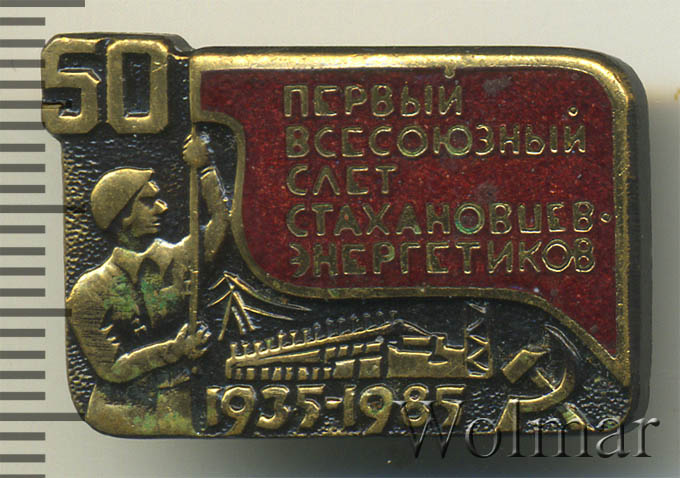 50
ПЕРВЫЙ
ВСЕСОЮЗНЫЙ
СЛЕТ
СТАХАНОВЦЕВ-
ЭНЕРГЕТИКОВ
1935-1985
Wolmar